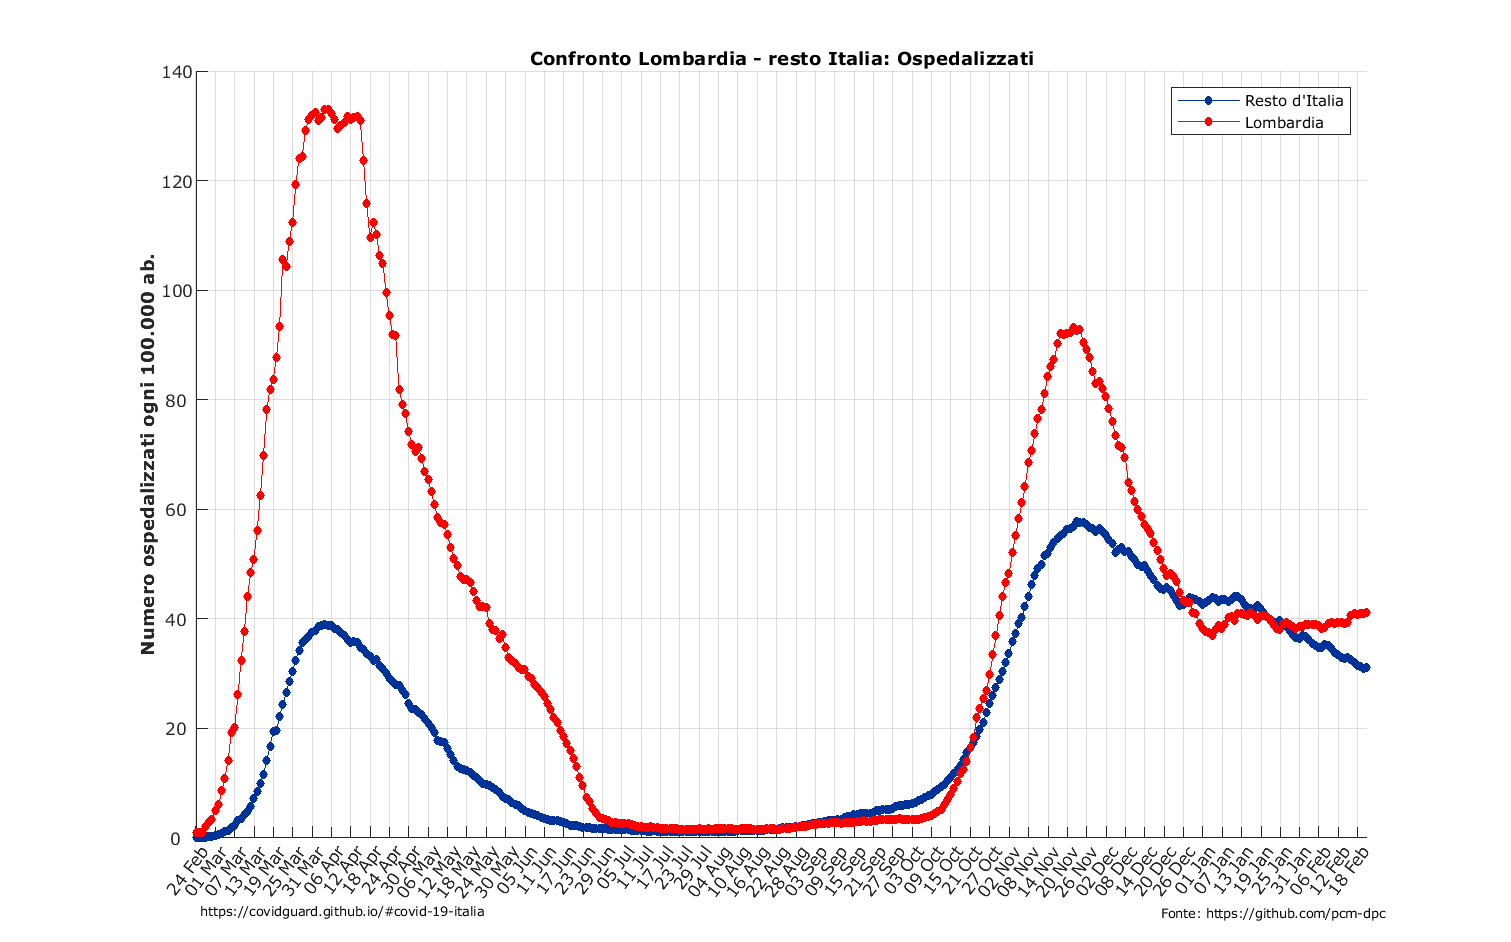 Confronto Lombardia - resto Italia: Ospedalizzati
Numero ospedalizzati ogni 100.000 ab.
140
120
100
80
60
40
20
0
Resto d'Italia
Lombardia
24 Feb
01 Mar
07 Mar
13 Mar
19 Mar
25 Mar
31 Mar
06 Apr
12 Apr
18 Apr
24 Apr
30 Apr
06 May
12 May
18 May
24 May
30 May
05 Jun
11 Jun
17 Jun
23 Jun
29 Jun
05 Jul
11 Jul
17 Jul
23 Jul
29 Jul
04 Aug
10 Aug
16 Aug
22 Aug
28 Aug
03 Sep
09 Sep
15 Sep
21 Sep
27 Sep
03 Oct
09 Oct
15 Oct
21 Oct
27 Oct
02 Nov
08 Nov
14 Nov
20 Nov
26 Nov
02 Dec
08 Dec
14 Dec
20 Dec
26 Dec
01 Jan
07 Jan
13 Jan
19 Jan
25 Jan
31 Jan
06 Feb
12 Feb
18 Feb
https://covidguard.github.io/#covid-19-italia
Fonte: https://github.com/pcm-dpc